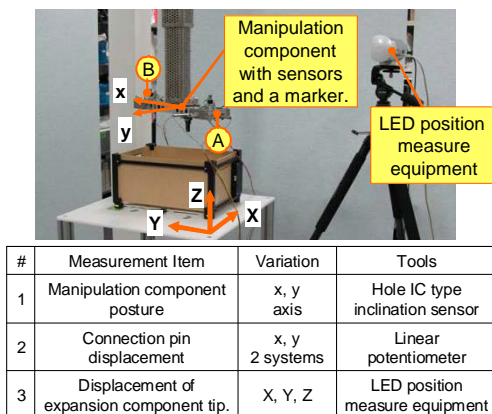 Manipulation
component
with sensors
and a marker.
B
x
y
A
LED position
measure
equipment
Z
X
Y
# Measurement Item Variation Tools
1 Manipulation component posture x, y axis Hole IC type inclination sensor
2 Connection pin displacement x, y 2 systems Linear potentiometer
3 Displacement of expansion component tip. X, Y, Z LED position measure equipment